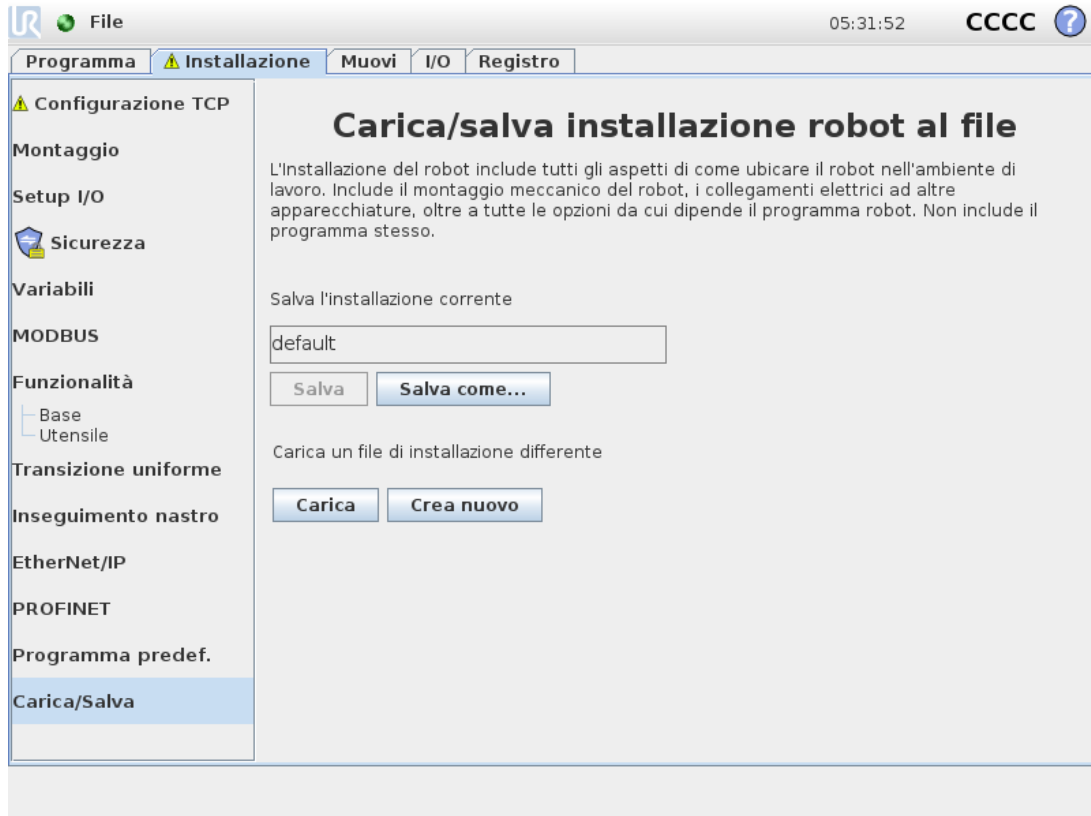 UR File 05:31:52 CCCC ?
Programma Installazione Muovi I/O Registro
Configurazione TCP
Montaggio
Setup I/O
Sicurezza
Variabili
MODBUS
Funzionalità
Base
Utensile
Transizione uniforme
Inseguimento nastro
EtherNet/IP
PROFINET
Programma predef.
Carica/Salva
Carica/salva installazione robot al file
L'Installazione del robot include tutti gli aspetti di come ubicare il robot nell'ambiente di
lavoro. Include il montaggio meccanico del robot, i collegamenti elettrici ad altre
apparecchiature, oltre a tutte le opzioni da cui dipende il programma robot. Non include il
programma stesso.
Salva l'installazione corrente
default
Salva Salva come...
Carica un file di installazione differente
Carica Crea nuovo